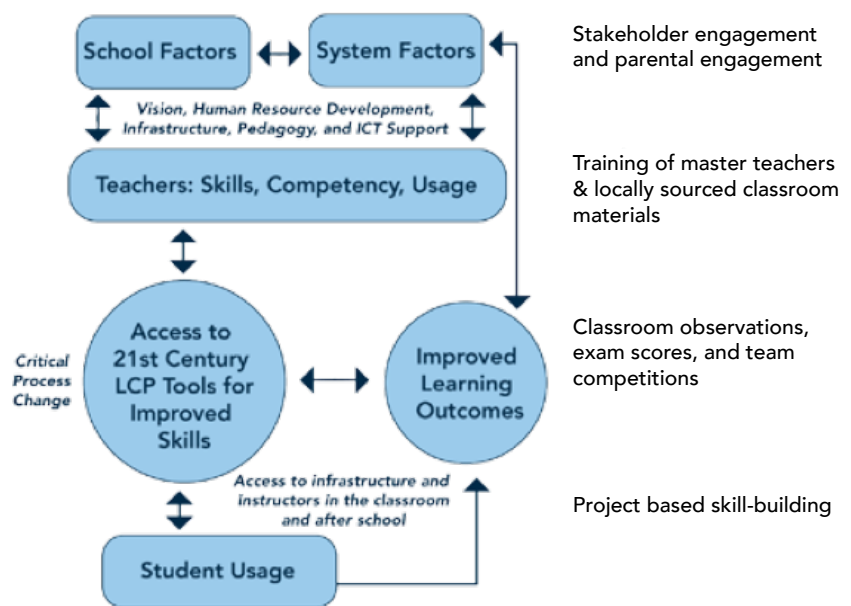 School Factors
System Factors
Stakeholder engagement
and parental engagement
Vision, Human Resource Development,
Infrastructure, Pedagogy, and ICT Support
Teachers: Skills, Competency, Usage
Training of master teachers
& locally sourced classroom
materials
Critical
Process
Change
Access to
21st Century
LCP Tools for
Improved
Skills
Improved
Learning
Outcomes
Classroom observations,
exam scores, and team
competitions
Access to infrastructure and
instructors in the classroom
and after school
Project based skill-building
Student Usage